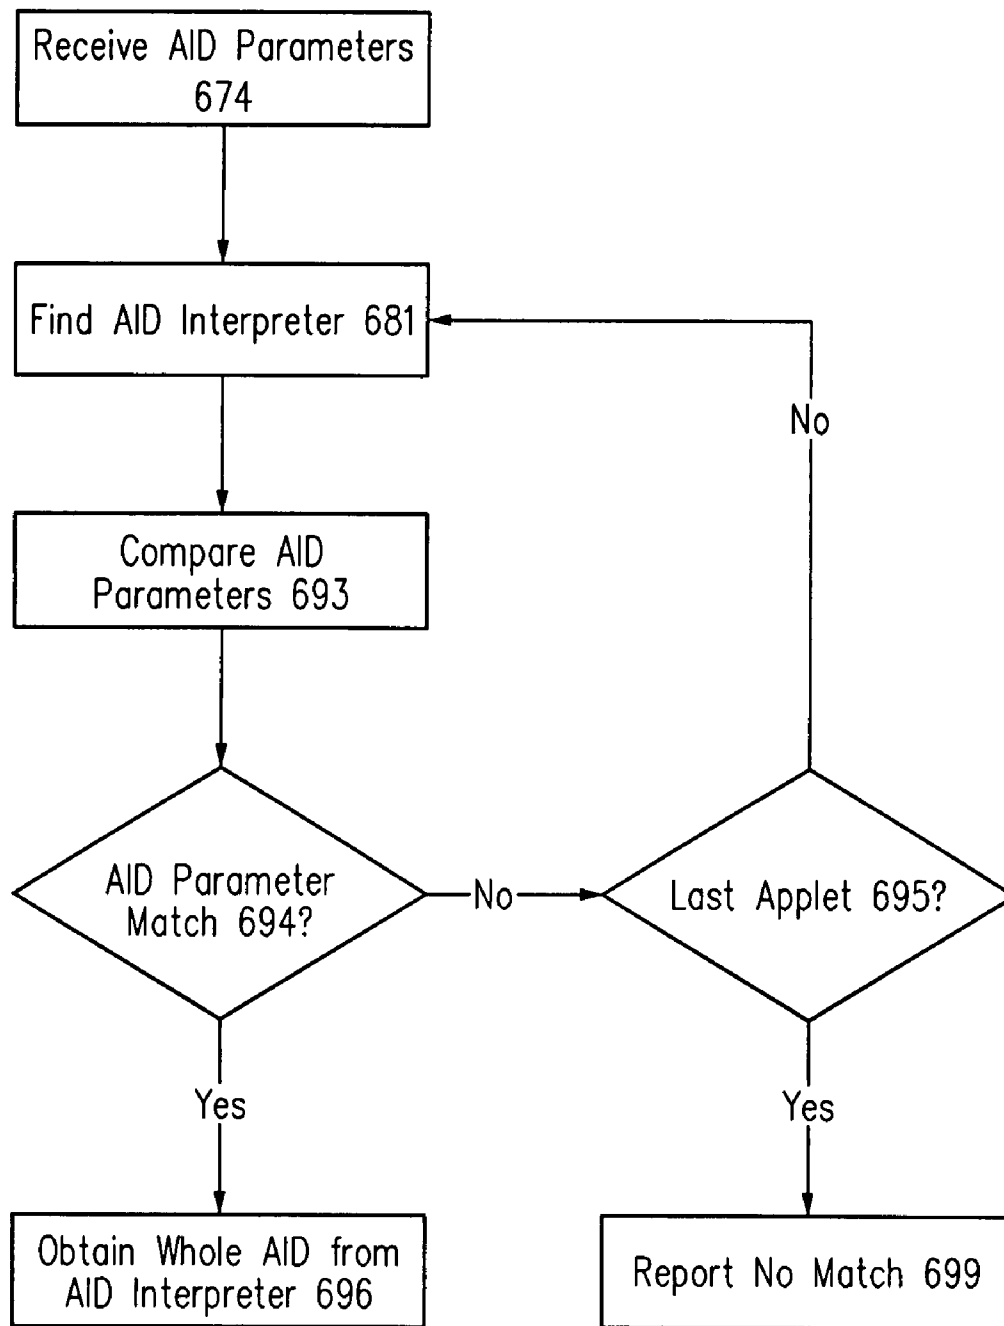 Receive AID Parameters
674
Find AID Interpreter 681
No
Compare AID
Parameters 693
AID Parameter
Match 694?
No
Last Applet 695?
Yes
Yes
Obtain Whole AID from
AID Interpreter 696
Report No Match 699